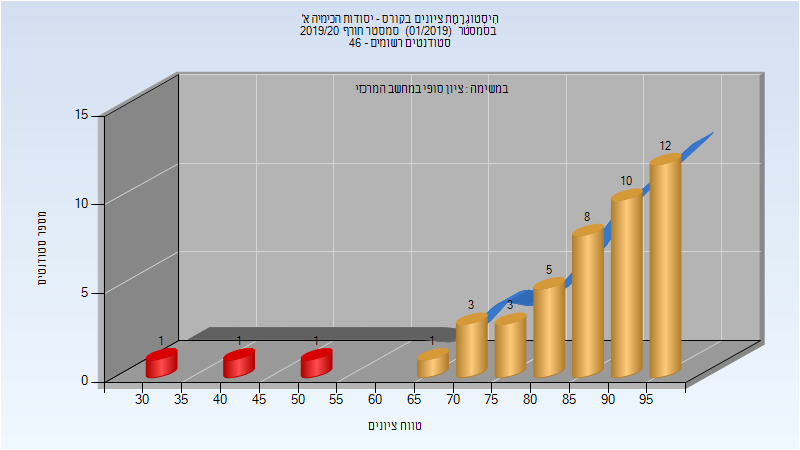 היסטוגרמת ציונים בקורס - יסודות הכימיה א'
בסמסטר (01/2019) סמסטר חורף 2019/20
סטודנטים רשומים - 46
במשימה : ציון סופי במחשב המרכזי
מספר סטודנטים
15
10
5
0
1
1
1
1
3
3
5
8
10
12
30 35 40 45 50 55 60 65 70 75 80 85 90 95
טווח ציונים